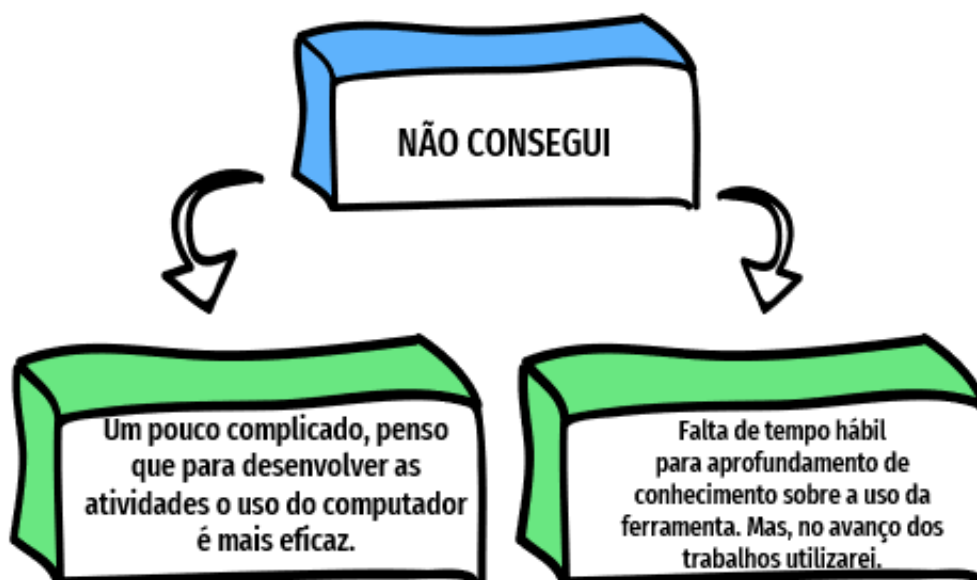 NÃO CONSEGUI
Um pouco complicado, penso
que para desenvolver as
atividades o uso do computador
é mais eficaz.
Falta de tempo hábil
para aprofundamento de
conhecimento sobre a uso da
ferramenta. Mas, no avanço dos
trabalhos utilizarei.